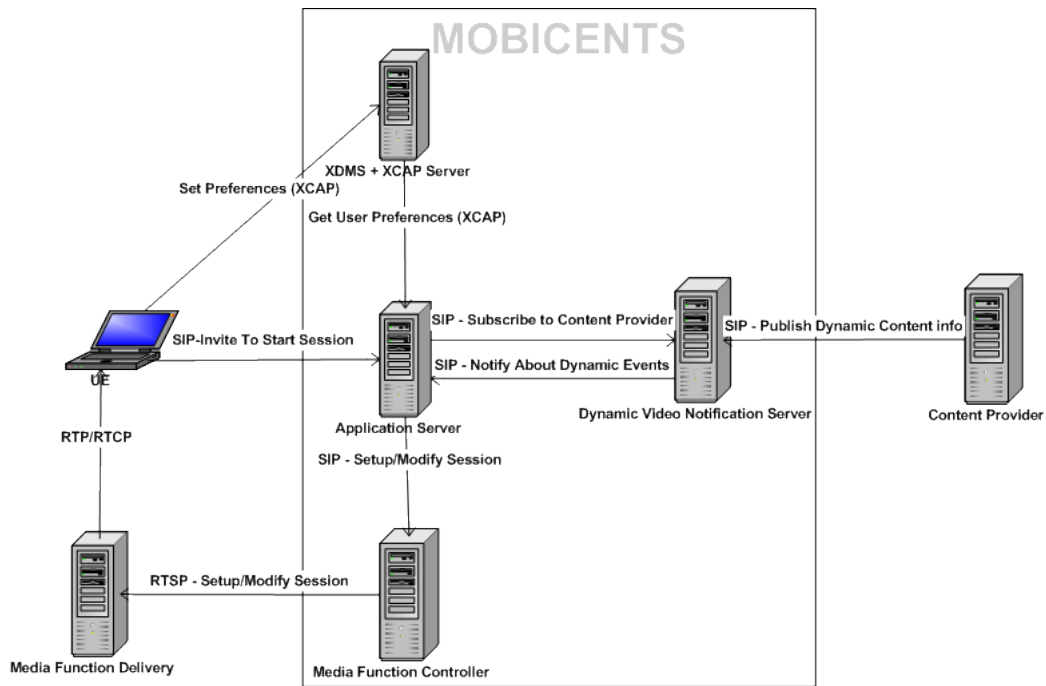 MOBICENTS
XDMS + XCAP Server
Set Preferences (XCAP)
Get User Preferences (XCAP)
SIP - Subscribe to Content Provider
SIP - Publish Dynamic Content info
SIP-Invite To Start Session
SIP - Notify About Dynamic Events
UE
Dynamic Video Notification Server
Content Provider
Application Server
RTP/RTCP
SIP - Setup/Modify Session
RTSP - Setup/Modify Session
Media Function Delivery
Media Function Controller